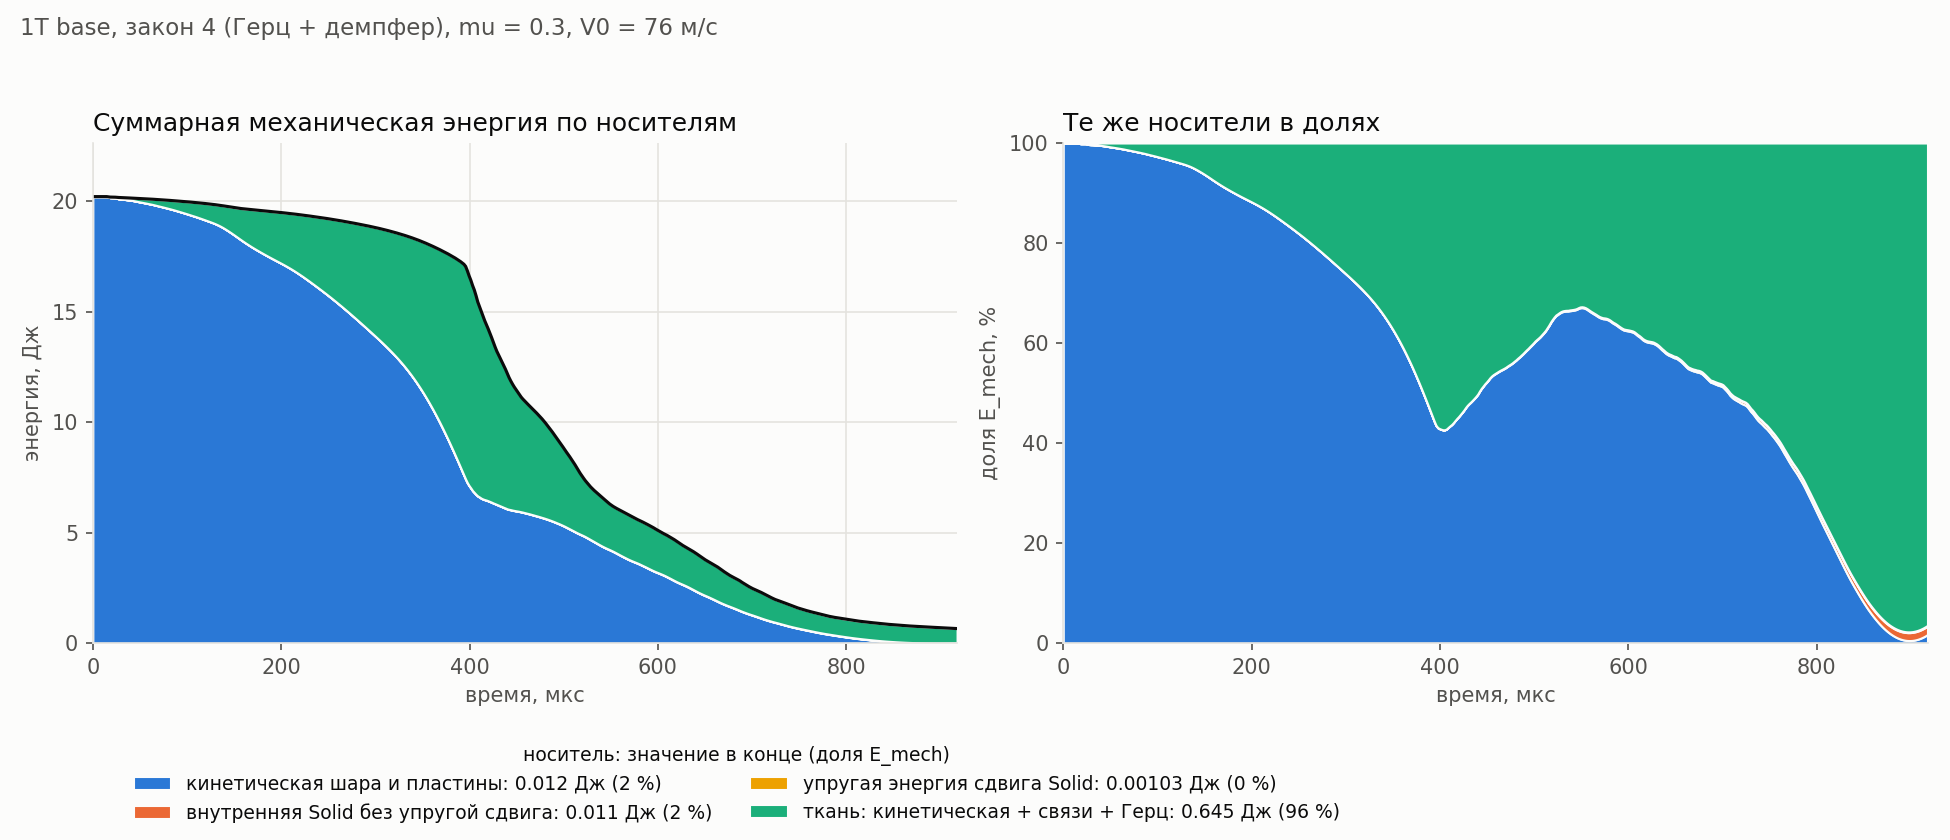 1T base, закон 4 (Герц + демпфер), mu = 0.3, V0 = 76 м/с
Суммарная механическая энергия по носителям
энергия, Дж
20
15
10
5
0
0 200 400 600 800
время, мкс
Те же носители в долях
доля E_mech, %
100
80
60
40
20
0
0 200 400 600 800
время, мкс
носитель: значение в конце (доля E_mech)
кинетическая шара и пластины: 0.012 Дж (2 %)
внутренняя Solid без упругой сдвига: 0.011 Дж (2 %)
упругая энергия сдвига Solid: 0.00103 Дж (0 %)
ткань: кинетическая + связи + Герц: 0.645 Дж (96 %)